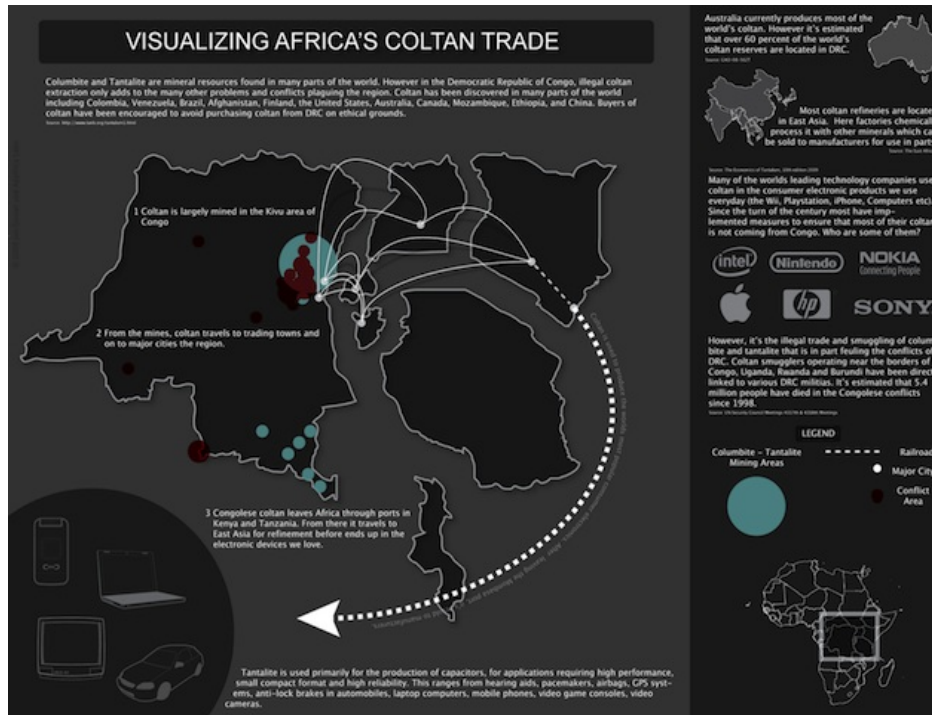 VISUALIZING AFRICA'S COLTAN TRADE
Columbite and Tantalite are mineral resources found in many parts of the world. However in the Democratic Republic of Congo, illegal coltan
extraction only adds to the many other problems and conflicts plaguing the region. Coltan has been discovered in many parts of the world
including Colombia, Venezuela, Brazil, Afghanistan, Finland, the United States, Australia, Canada, Mozambique, Ethiopia, and China. Buyers of
coltan have been encouraged to avoid purchasing coltan from DRC on ethical grounds.
1 Coltan is largely mined in the Kivu area of
Congo
2 From the mines, coltan travels to trading towns and
on to major cities the region.
3 Congolese coltan leaves Africa through ports in
Kenya and Tanzania. From there it travels to
East Asia for refinement before ends up in the
electronic devices we love.
Tantalite is used primarily for the production of capacitors, for applications requiring high performance,
small compact format and high reliability. This ranges from hearing aids, pacemakers, airbags, GPS syst-
ems, anti-lock brakes in automobiles, laptop computers, mobile phones, video game consoles, video
cameras.
Australia currently produces most of the
world's coltan. However it's estimated
that over 60 percent of the world's
coltan reserves are located in DRC.
Most coltan refineries are locate
in East Asia. Here factories chemicall
process it with other minerals which ca
be sold to manufacturers for use in parts
Many of the worlds leading technology companies use
coltan in the consumer electronic products we use
everyday (the Wii, Playstation, iPhone, Computers etc)
Since the turn of the century most have imp-
lemented measures to ensure that most of their coltan
is not coming from Congo. Who are some of them?
intel
Nintendo
NOKIA
Connecting People
hp
SONY
However, it's the illegal trade and smuggling of colum
bite and tantalite that is in part feuling the conflicts of
DRC. Coltan smugglers operating near the borders of
Congo, Uganda, Rwanda and Burundi have been direct
linked to various DRC militias. It's estimated that 5.4
million people have died in the Congolese conflicts
since 1998.
LEGEND
Columbite - Tantalite
Mining Areas
Railroad
Major City
Conflict
Area